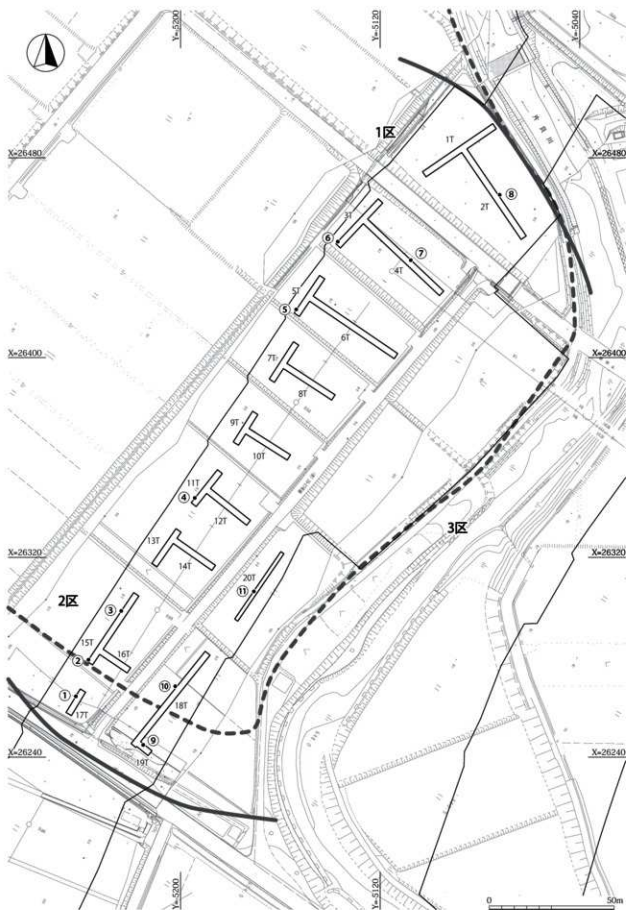 Y=-5200
Y=-5120
Y=-5040
1区
X=26480
X=26480
1T
2T
⑧
3T
⑥
⑦
4T
5T
⑤
6T
X=26400
X=26400
7T
8T
9T
10T
11T
④
12T
3区
X=26320
X=26320
13T
14T
20T
⑪
2区
③
15T
②
16T
①
17T
⑩
18T
⑨
19T
X=26240
X=26240
Y=-5200
Y=-5120
0
50m